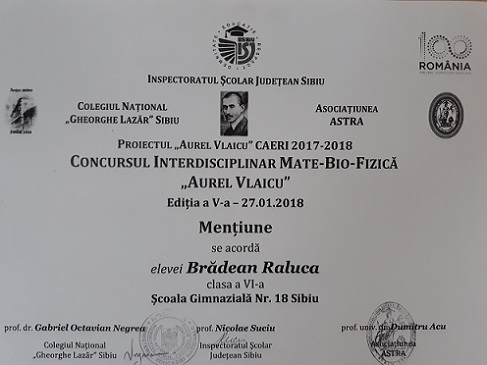 100
ROMÂNIA
INSPECTORATUL ȘCOLAR JUDEȚEAN SIBIU
COLEGIUL NAȚIONAL
„GHEORGHE LAZĂR” SIBIU
ASOCIAȚIUNEA
ASTRA
PROIECTUL „AUREL VLAICU” CAERI 2017-2018
CONCURSUL INTERDISCIPLINAR MATE-BIO-FIZICĂ
„AUREL VLAICU”
Ediția a V-a – 27.01.2018
Mențiune
se acordă
elevei Brădean Raluca
clasa a VI-a
Școala Gimnazială Nr. 18 Sibiu
prof. dr. Gabriel Octavian Negrea
prof. Nicolae Suciu
prof. univ. dr. Dumitru Acu
Colegiul Național
„Gheorghe Lazăr” Sibiu
Inspectoratul Școlar
Județean Sibiu
Asociațiunea
ASTRA